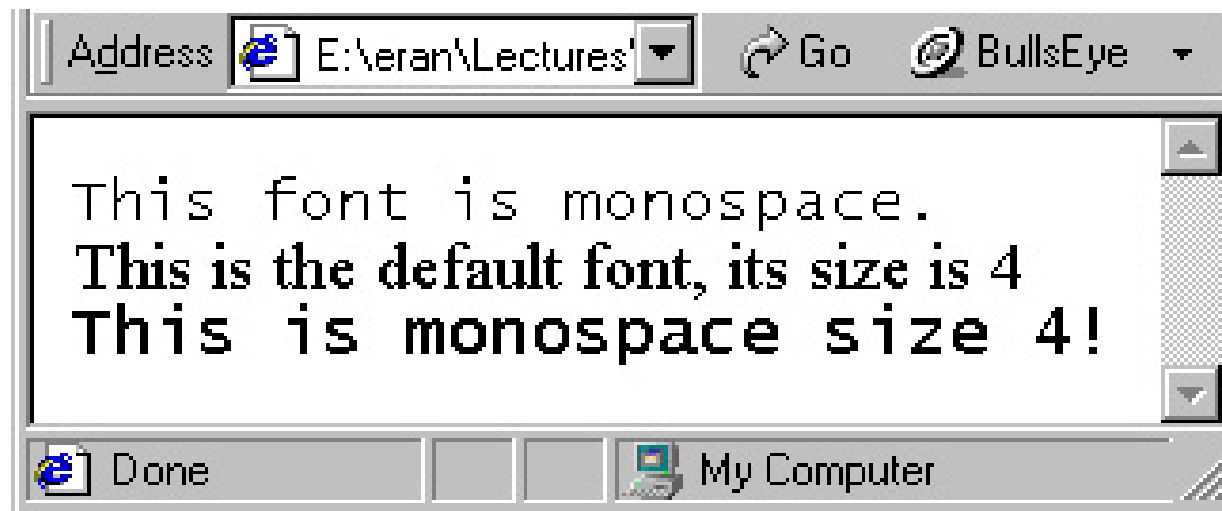 Address E:\eran\Lectures' Go BullsEye
This font is monospace.
This is the default font, its size is 4
This is monospace size 4!
Done My Computer